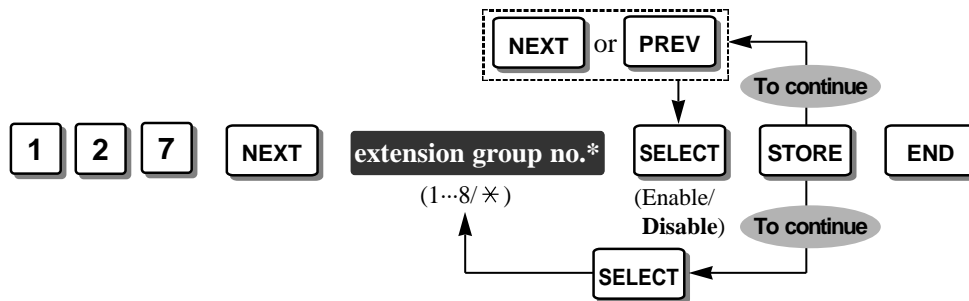 NEXT or PREV
To continue
1 2 7 NEXT extension group no.* SELECT STORE END
(1···8/✳) (Enable/
Disable) To continue
SELECT